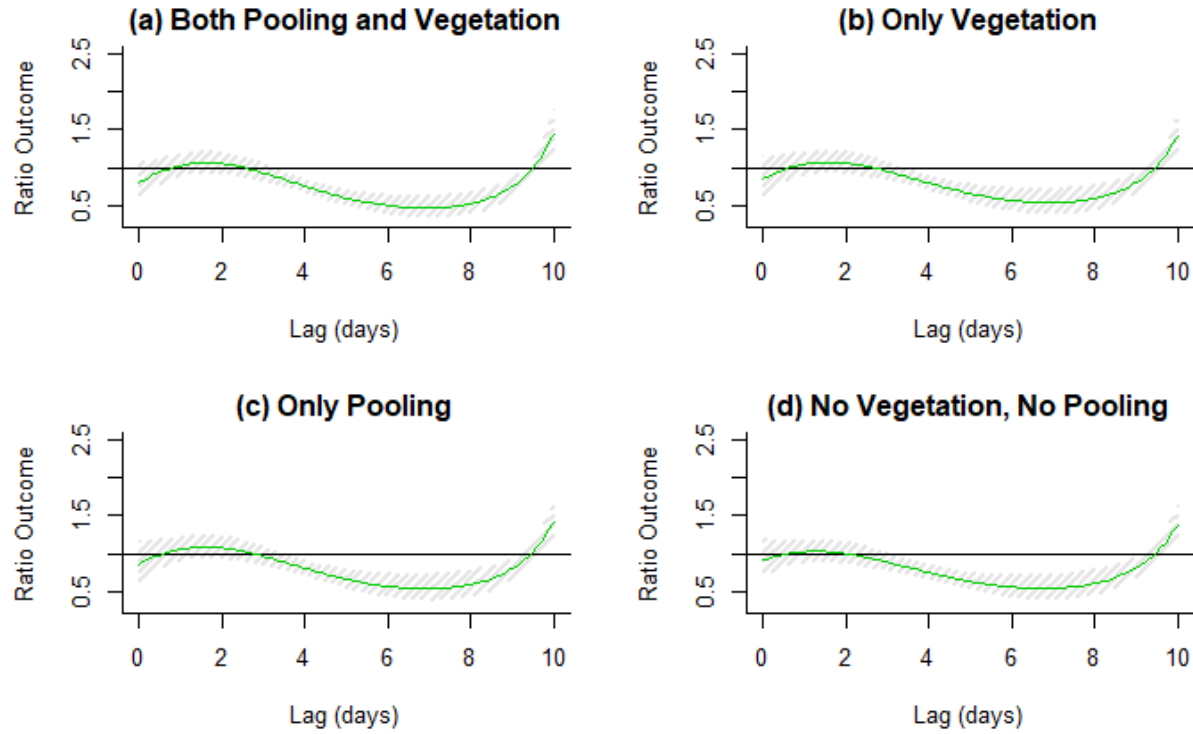 (a) Both Pooling and Vegetation
Ratio Outcome
0.5 1.5 2.5
0 2 4 6 8 10
Lag (days)
(b) Only Vegetation
Ratio Outcome
0.5 1.5 2.5
0 2 4 6 8 10
Lag (days)
(c) Only Pooling
Ratio Outcome
0.5 1.5 2.5
0 2 4 6 8 10
Lag (days)
(d) No Vegetation, No Pooling
Ratio Outcome
0.5 1.5 2.5
0 2 4 6 8 10
Lag (days)